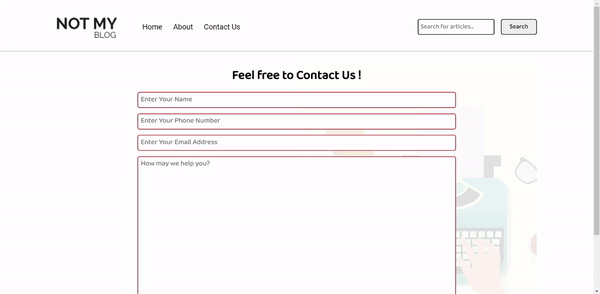 NOT MY
BLOG
Home About Contact Us
Search for articles...
Search
Feel free to Contact Us !
Enter Your Name
Enter Your Phone Number
Enter Your Email Address
How may we help you?